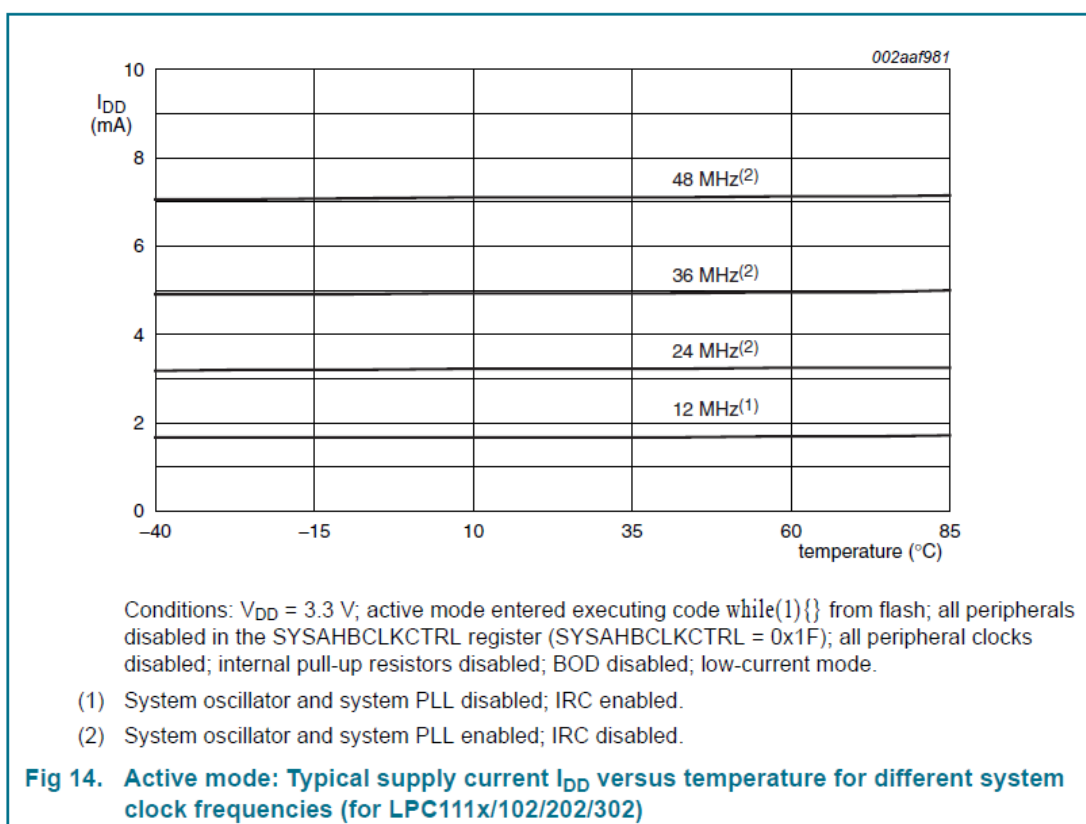 002aaf981
10
I_DD
(mA)
8
6
4
2
0
48 MHz(2)
36 MHz(2)
24 MHz(2)
12 MHz(1)
−40
−15
10
35
60
85
temperature (°C)
Conditions: V_DD = 3.3 V; active mode entered executing code while(1){} from flash; all peripherals
disabled in the SYSAHBCLKCTRL register (SYSAHBCLKCTRL = 0x1F); all peripheral clocks
disabled; internal pull-up resistors disabled; BOD disabled; low-current mode.
(1) System oscillator and system PLL disabled; IRC enabled.
(2) System oscillator and system PLL enabled; IRC disabled.
Fig 14. Active mode: Typical supply current I_DD versus temperature for different system
clock frequencies (for LPC111x/102/202/302)